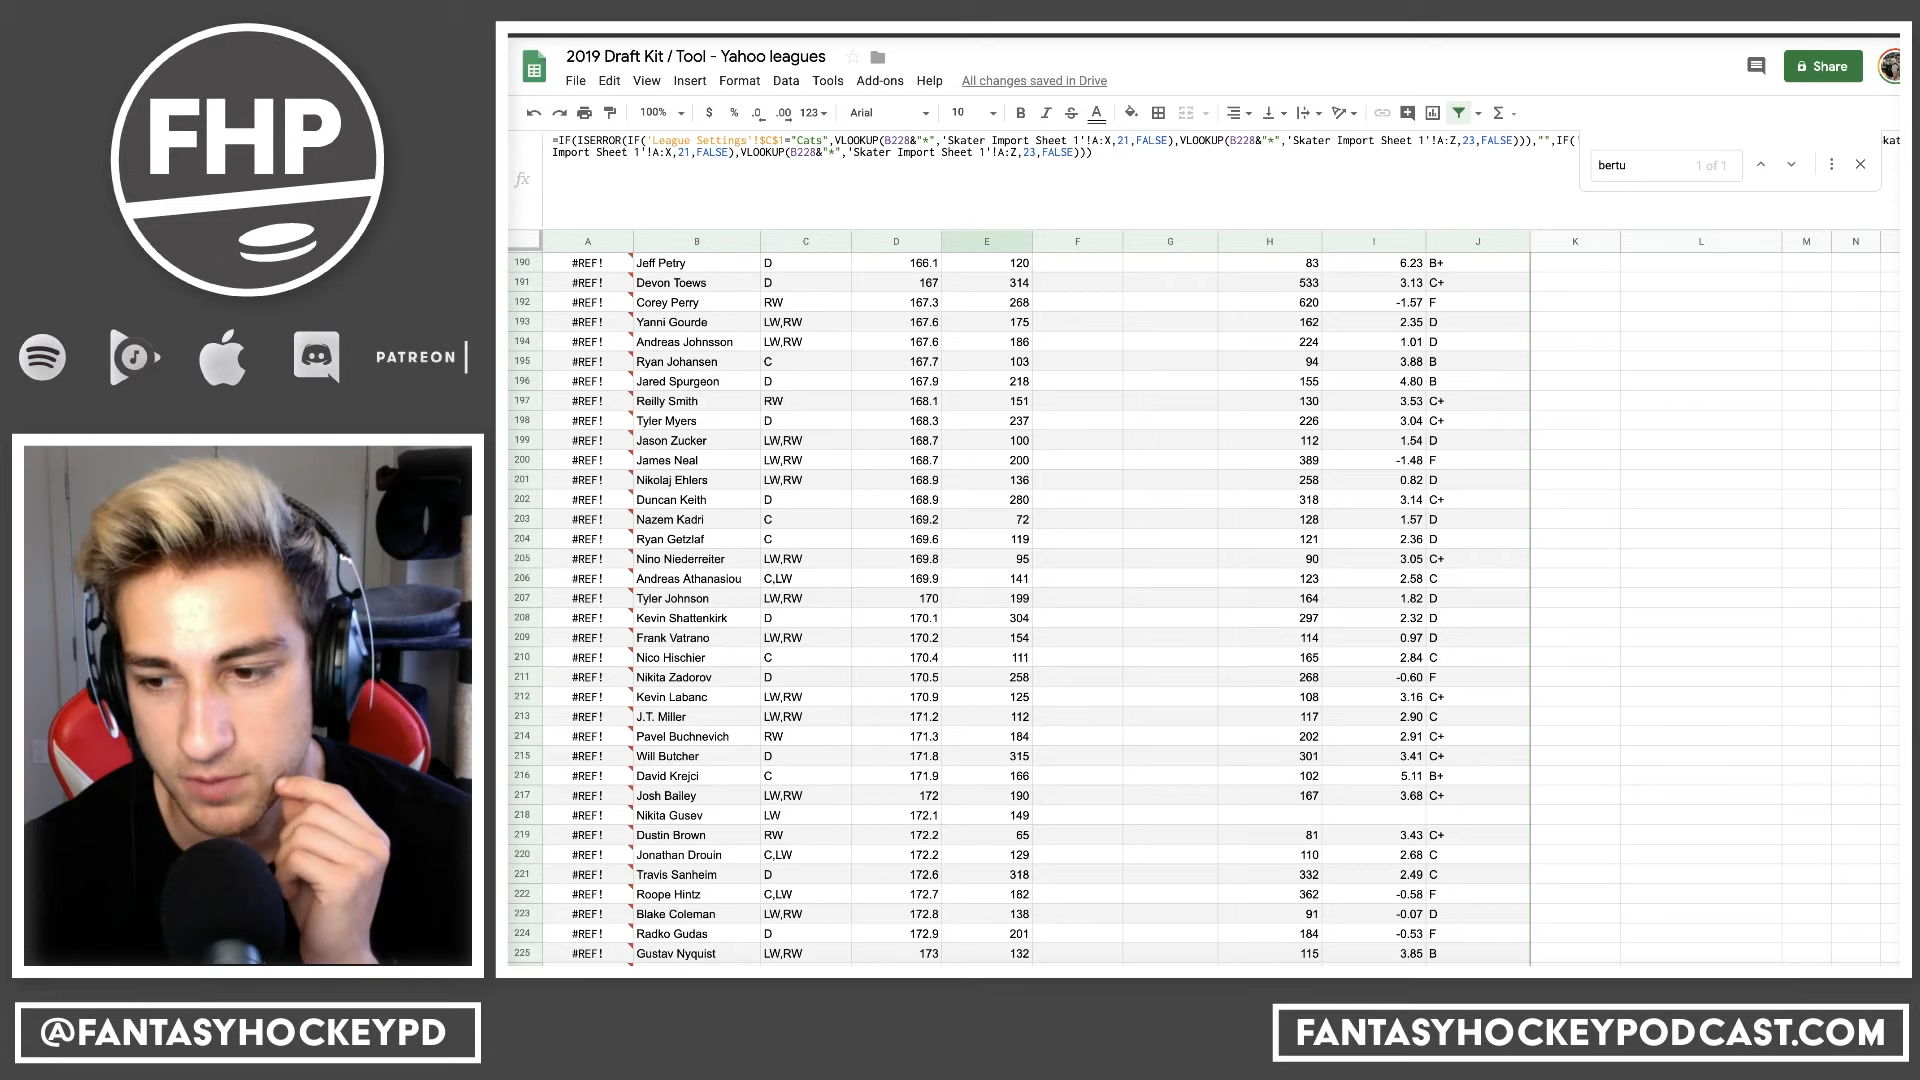 FHP
PATREON
@FANTASYHOCKEYPD
FANTASYHOCKEYPODCAST.COM
2019 Draft Kit / Tool - Yahoo leagues
File Edit View Insert Format Data Tools Add-ons Help All changes saved in Drive
Share
100% $ % .0 .00 123 Arial 10 B I S A Σ
=IF(ISERROR(IF('League Settings'!$C$1="Cats",VLOOKUP(B228&"*",'Skater Import Sheet 1'!A:X,21,FALSE),VLOOKUP(B228&"*",'Skater Import Sheet 1'!A:Z,23,FALSE))),"",IF('
Import Sheet 1'!A:X,21,FALSE),VLOOKUP(B228&"*",'Skater Import Sheet 1'!A:Z,23,FALSE)))
kat
fx
bertu 1 of 1
A B C D E F G H I J K L M N
190 #REF! Jeff Petry D 166.1 120 83 6.23 B+
191 #REF! Devon Toews D 167 314 533 3.13 C+
192 #REF! Corey Perry RW 167.3 268 620 -1.57 F
193 #REF! Yanni Gourde LW,RW 167.6 175 162 2.35 D
194 #REF! Andreas Johnsson LW,RW 167.6 186 224 1.01 D
195 #REF! Ryan Johansen C 167.7 103 94 3.88 B
196 #REF! Jared Spurgeon D 167.9 218 155 4.80 B
197 #REF! Reilly Smith RW 168.1 151 130 3.53 C+
198 #REF! Tyler Myers D 168.3 237 226 3.04 C+
199 #REF! Jason Zucker LW,RW 168.7 100 112 1.54 D
200 #REF! James Neal LW,RW 168.7 200 389 -1.48 F
201 #REF! Nikolaj Ehlers LW,RW 168.9 136 258 0.82 D
202 #REF! Duncan Keith D 168.9 280 318 3.14 C+
203 #REF! Nazem Kadri C 169.2 72 128 1.57 D
204 #REF! Ryan Getzlaf C 169.6 119 121 2.36 D
205 #REF! Nino Niederreiter LW,RW 169.8 95 90 3.05 C+
206 #REF! Andreas Athanasiou C,LW 169.9 141 123 2.58 C
207 #REF! Tyler Johnson LW,RW 170 199 164 1.82 D
208 #REF! Kevin Shattenkirk D 170.1 304 297 2.32 D
209 #REF! Frank Vatrano LW,RW 170.2 154 114 0.97 D
210 #REF! Nico Hischier C 170.4 111 165 2.84 C
211 #REF! Nikita Zadorov D 170.5 258 268 -0.60 F
212 #REF! Kevin Labanc LW,RW 170.9 125 108 3.16 C+
213 #REF! J.T. Miller LW,RW 171.2 112 117 2.90 C
214 #REF! Pavel Buchnevich RW 171.3 184 202 2.91 C+
215 #REF! Will Butcher D 171.8 315 301 3.41 C+
216 #REF! David Krejci C 171.9 166 102 5.11 B+
217 #REF! Josh Bailey LW,RW 172 190 167 3.68 C+
218 #REF! Nikita Gusev LW 172.1 149
219 #REF! Dustin Brown RW 172.2 65 81 3.43 C+
220 #REF! Jonathan Drouin C,LW 172.2 129 110 2.68 C
221 #REF! Travis Sanheim D 172.6 318 332 2.49 C
222 #REF! Roope Hintz C,LW 172.7 182 362 -0.58 F
223 #REF! Blake Coleman LW,RW 172.8 138 91 -0.07 D
224 #REF! Radko Gudas D 172.9 201 184 -0.53 F
225 #REF! Gustav Nyquist LW,RW 173 132 115 3.85 B